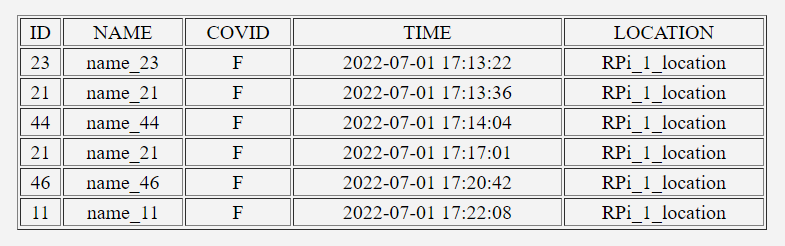 ID NAME COVID TIME LOCATION
23 name_23 F 2022-07-01 17:13:22 RPi_1_location
21 name_21 F 2022-07-01 17:13:36 RPi_1_location
44 name_44 F 2022-07-01 17:14:04 RPi_1_location
21 name_21 F 2022-07-01 17:17:01 RPi_1_location
46 name_46 F 2022-07-01 17:20:42 RPi_1_location
11 name_11 F 2022-07-01 17:22:08 RPi_1_location